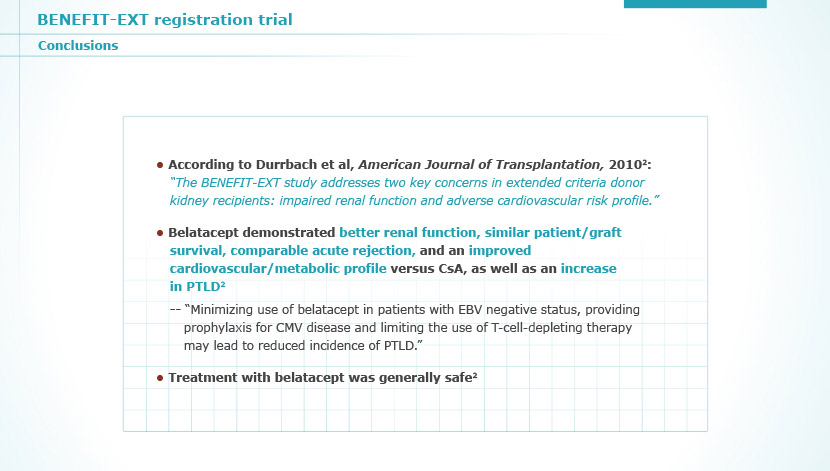 BENEFIT-EXT registration trial
Conclusions
• According to Durrbach et al, American Journal of Transplantation, 2010²:
“The BENEFIT-EXT study addresses two key concerns in extended criteria donor
kidney recipients: impaired renal function and adverse cardiovascular risk profile.”
• Belatacept demonstrated better renal function, similar patient/graft
survival, comparable acute rejection, and an improved
cardiovascular/metabolic profile versus CsA, as well as an increase
in PTLD²
-- “Minimizing use of belatacept in patients with EBV negative status, providing
prophylaxis for CMV disease and limiting the use of T-cell-depleting therapy
may lead to reduced incidence of PTLD.”
• Treatment with belatacept was generally safe²